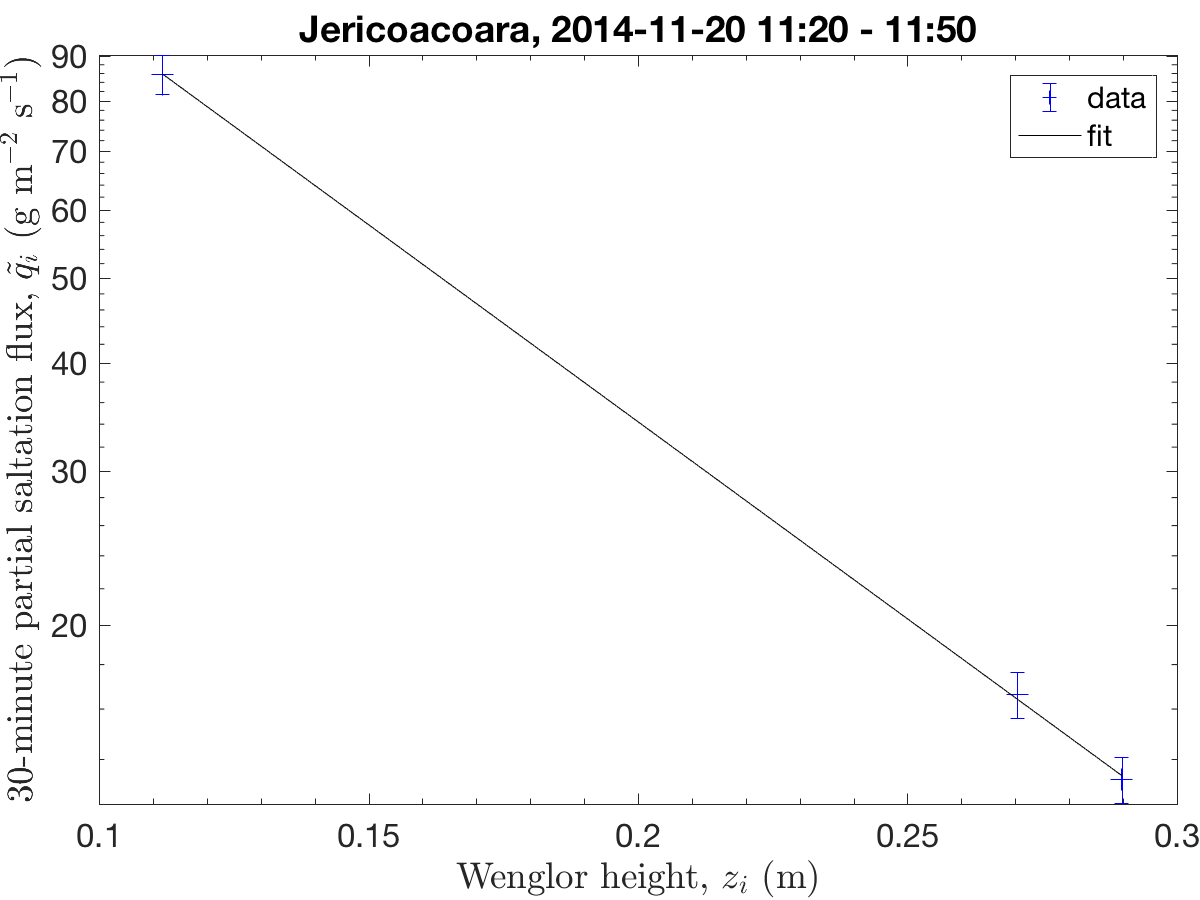 Jericoacoara, 2014-11-20 11:20 - 11:50
30-minute partial saltation flux, q̃ᵢ (g m⁻² s⁻¹)
90
80
70
60
50
40
30
20
data
fit
0.1 0.15 0.2 0.25 0.3
Wenglor height, zᵢ (m)